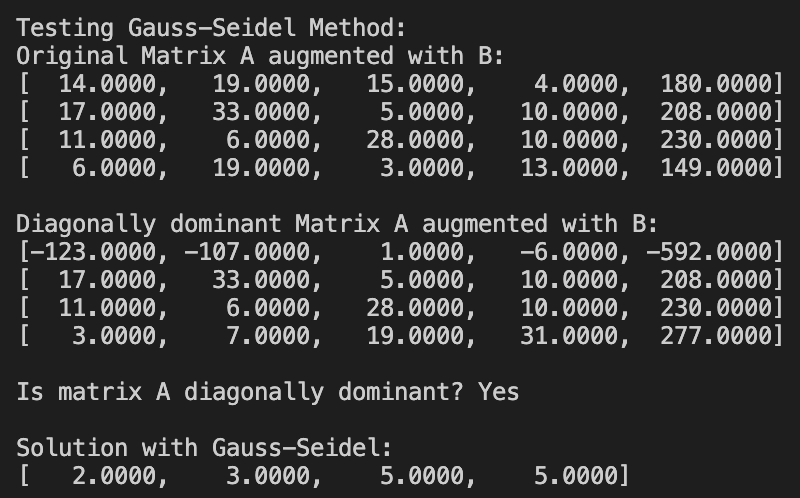 Testing Gauss-Seidel Method:
Original Matrix A augmented with B:
[  14.0000,   19.0000,   15.0000,    4.0000,  180.0000]
[  17.0000,   33.0000,    5.0000,   10.0000,  208.0000]
[  11.0000,    6.0000,   28.0000,   10.0000,  230.0000]
[   6.0000,   19.0000,    3.0000,   13.0000,  149.0000]
Diagonally dominant Matrix A augmented with B:
[-123.0000, -107.0000,    1.0000,   -6.0000, -592.0000]
[  17.0000,   33.0000,    5.0000,   10.0000,  208.0000]
[  11.0000,    6.0000,   28.0000,   10.0000,  230.0000]
[   3.0000,    7.0000,   19.0000,   31.0000,  277.0000]
Is matrix A diagonally dominant? Yes
Solution with Gauss-Seidel:
[   2.0000,    3.0000,    5.0000,    5.0000]